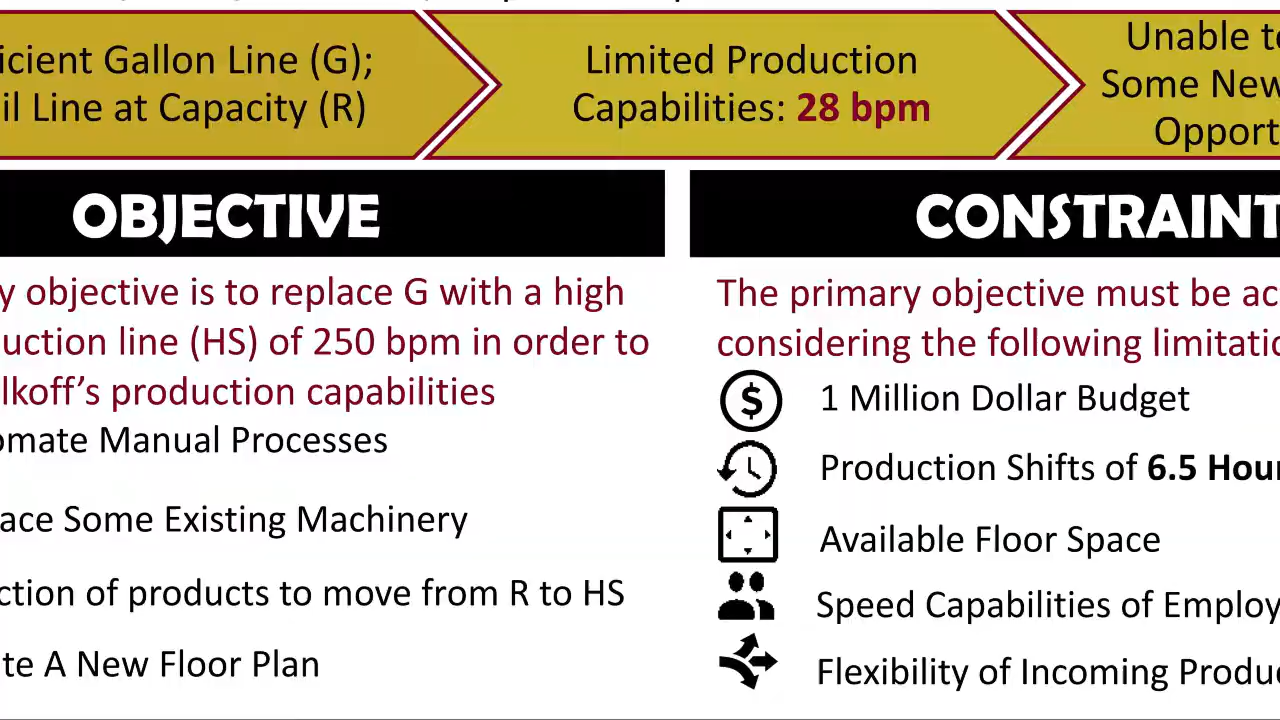 icient Gallon Line (G);
il Line at Capacity (R)
Limited Production
Capabilities: 28 bpm
Unable to
Some New
Opport
OBJECTIVE
y objective is to replace G with a high
uction line (HS) of 250 bpm in order to
lkoff's production capabilities
omate Manual Processes
ace Some Existing Machinery
ction of products to move from R to HS
te A New Floor Plan
CONSTRAINT
The primary objective must be ac
considering the following limitatio
$
1 Million Dollar Budget
Production Shifts of 6.5 Hour
Available Floor Space
Speed Capabilities of Employ
Flexibility of Incoming Produc